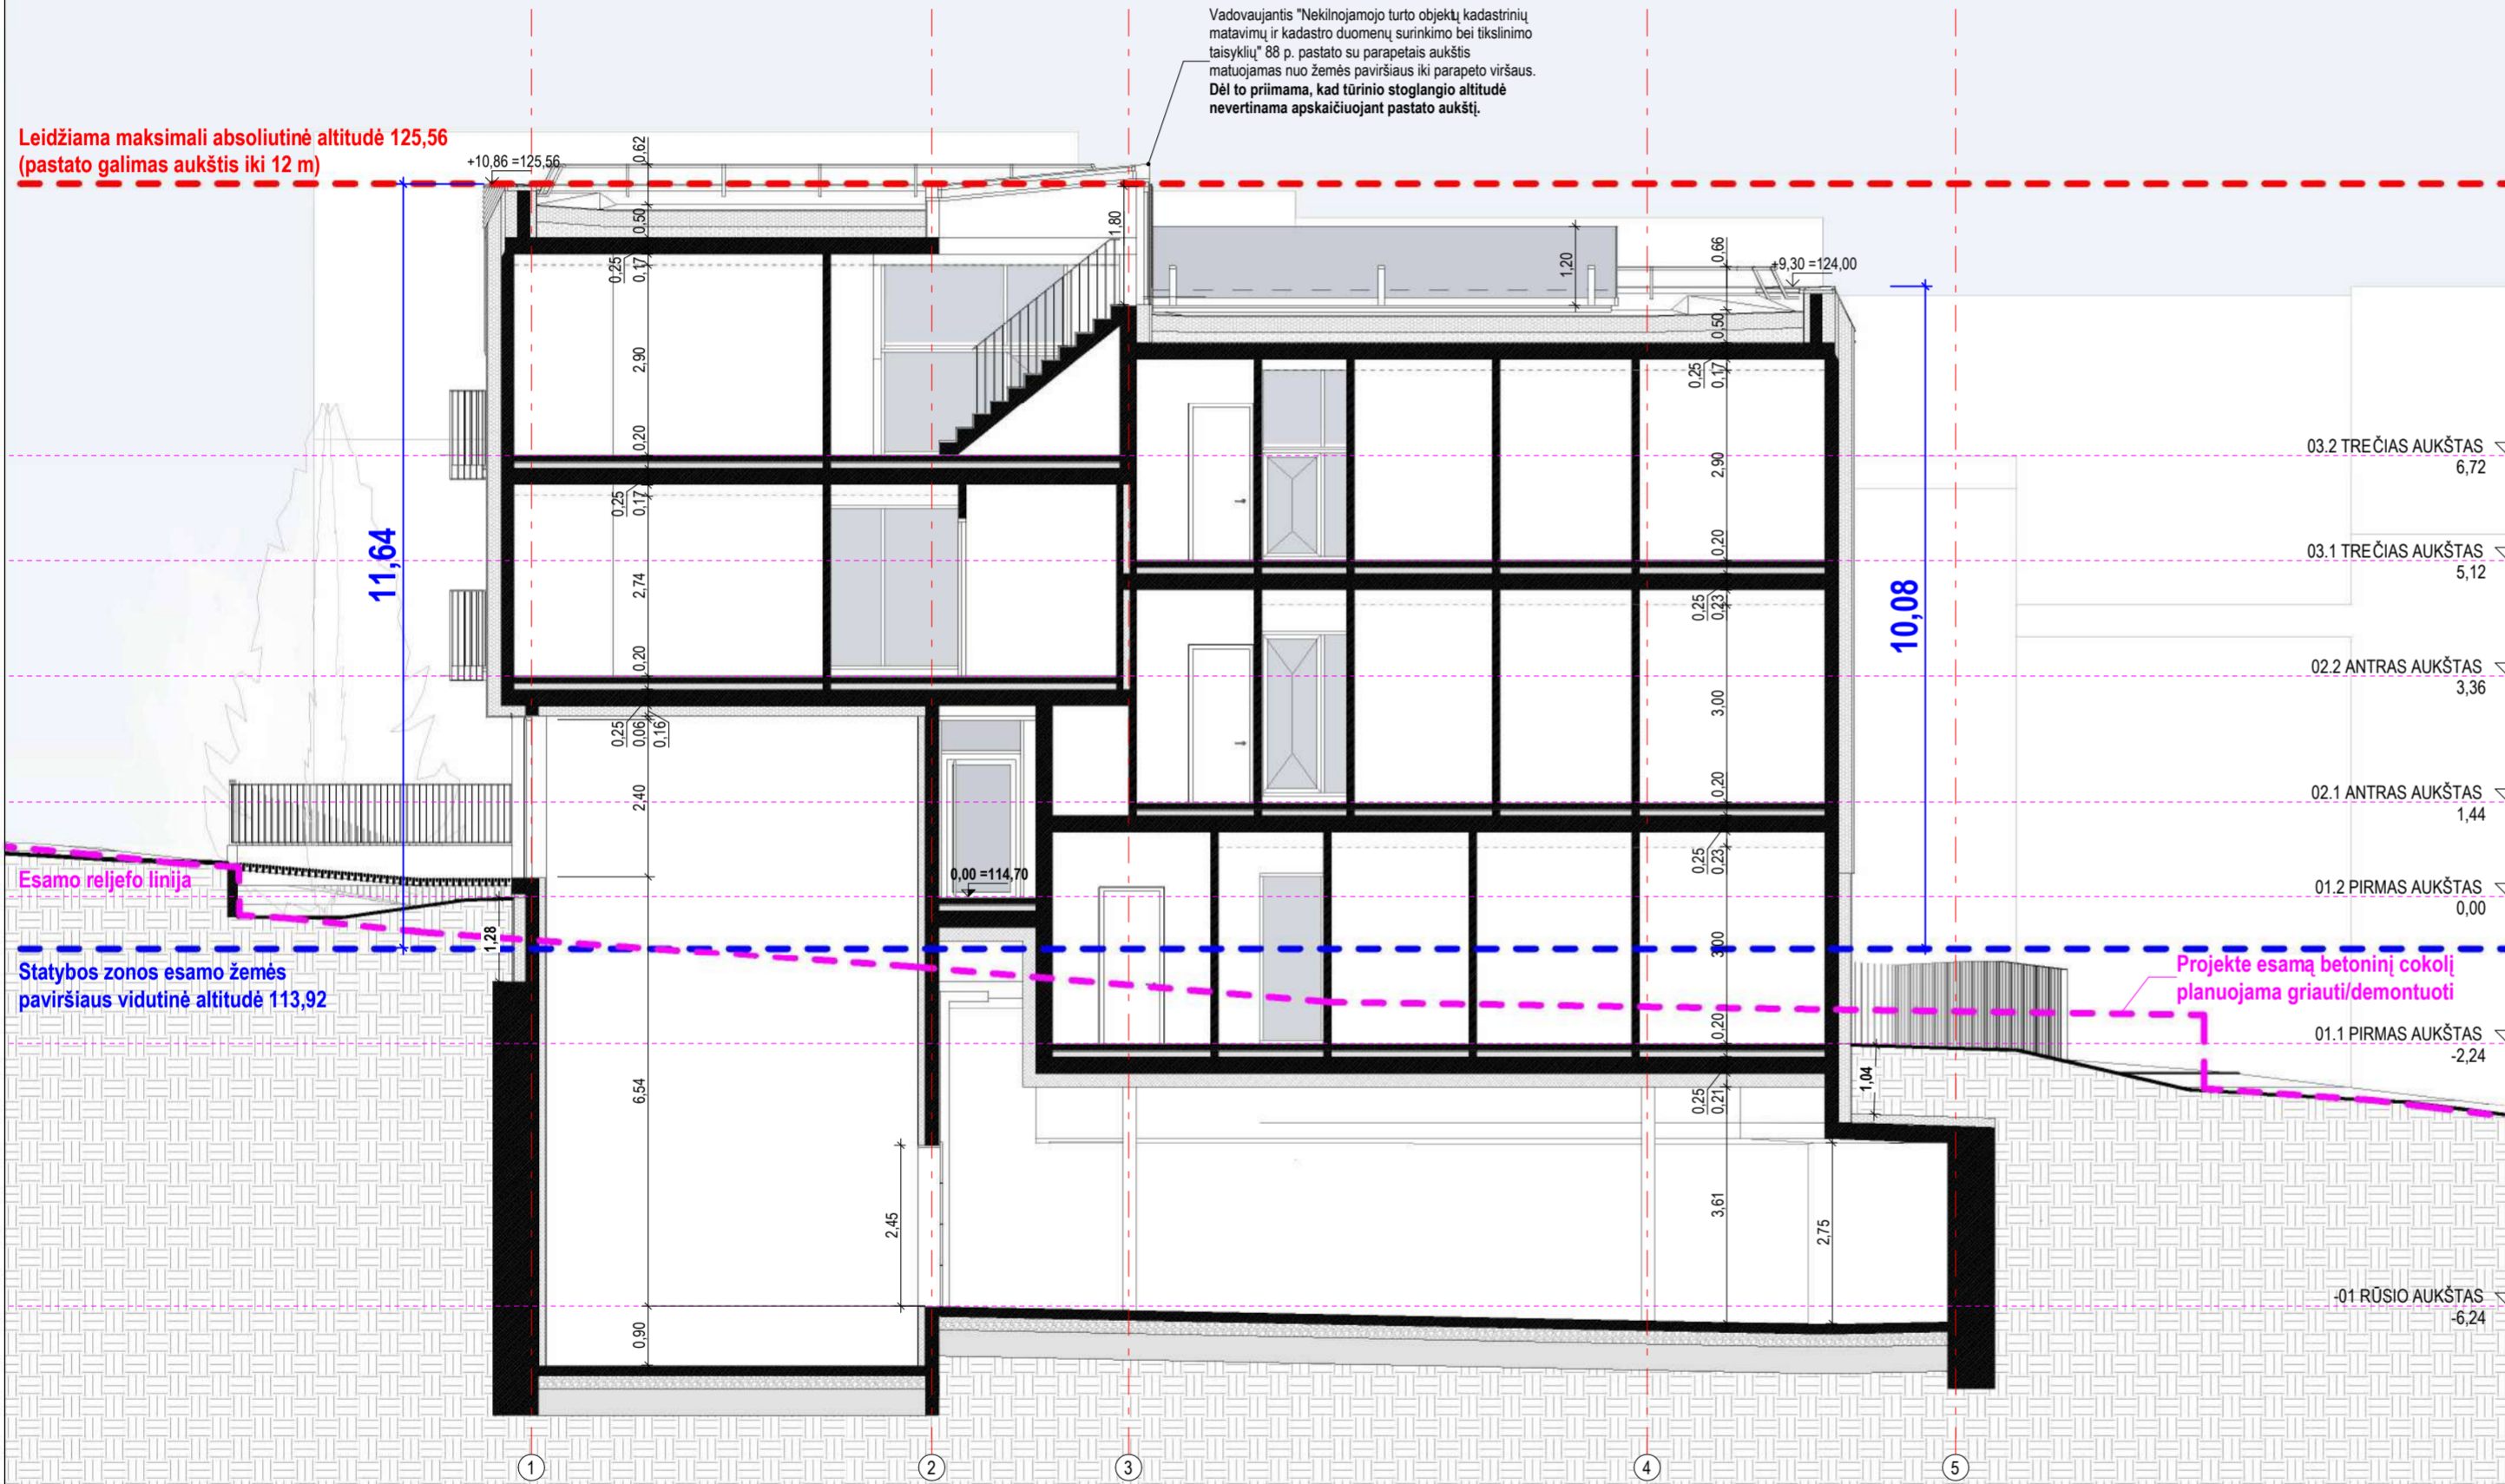 Vadovaujantis "Nekilnojamojo turto objektų kadastrinių
matavimų ir kadastro duomenų surinkimo bei tikslinimo
taisyklių" 88 p. pastato su parapetais aukštis
matuojamas nuo žemės paviršiaus iki parapeto viršaus.
Dėl to priimama, kad tūrinio stoglangio altitudė
nevertinama apskaičiuojant pastato aukštį.
Leidžiama maksimali absoliutinė altitudė 125,56
(pastato galimas aukštis iki 12 m)
+10,86 =125,56
0,62
0,50
1,80
0,25
0,17
2,90
0,20
0,25
0,17
2,74
0,20
0,25
0,06
0,16
2,40
6,54
0,90
2,45
11,64
1,28
0,00 =114,70
1,20
0,66
+9,30 =124,00
0,50
0,25
0,17
2,90
0,20
0,25
0,23
3,00
0,20
0,25
0,23
3,00
0,20
0,25
0,21
3,61
2,75
1,04
10,08
03.2 TREČIAS AUKŠTAS
6,72
03.1 TREČIAS AUKŠTAS
5,12
02.2 ANTRAS AUKŠTAS
3,36
02.1 ANTRAS AUKŠTAS
1,44
01.2 PIRMAS AUKŠTAS
0,00
Esamo reljefo linija
Statybos zonos esamo žemės
paviršiaus vidutinė altitudė 113,92
Projekte esamą betoninį cokolį
planuojama griauti/demontuoti
01.1 PIRMAS AUKŠTAS
-2,24
-01 RŪSIO AUKŠTAS
-6,24
1
2
3
4
5